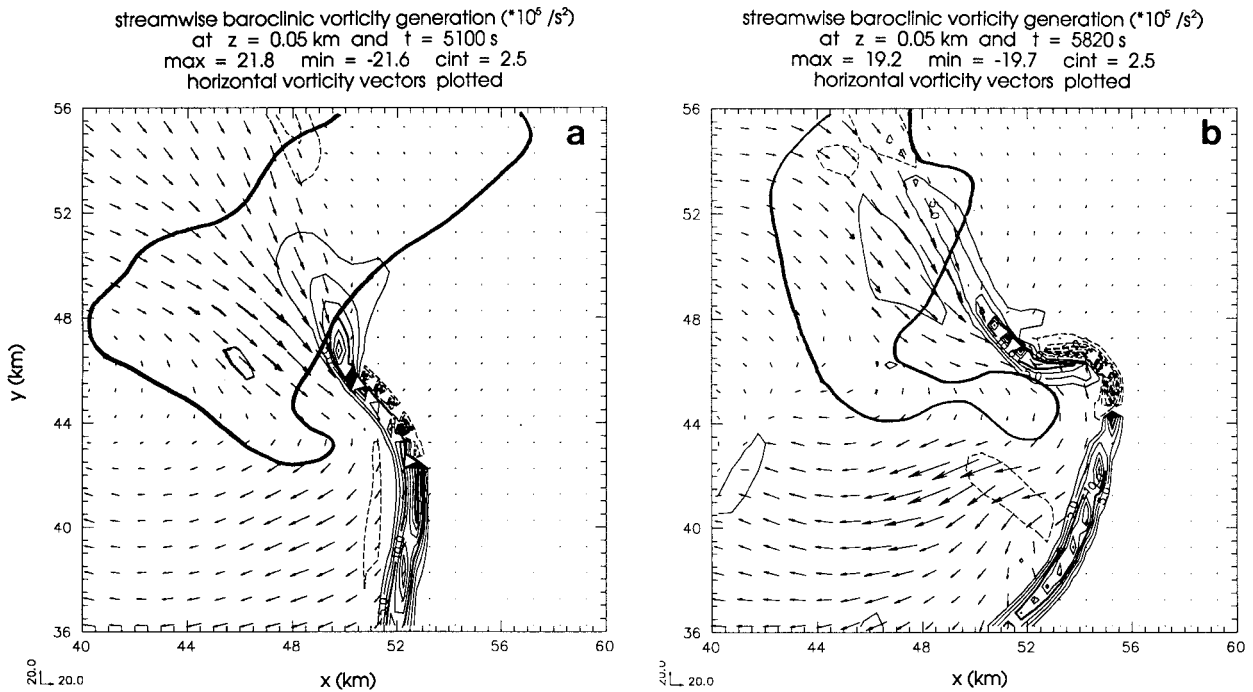 streamwise baroclinic vorticity generation (*10⁵ /s²)
at z = 0.05 km and t = 5100 s
max = 21.8 min = -21.6 cint = 2.5
horizontal vorticity vectors plotted
a
56
52
48
44
40
36
y (km)
40 44 48 52 56 60
x (km)
20.0
20.0
streamwise baroclinic vorticity generation (*10⁵ /s²)
at z = 0.05 km and t = 5820 s
max = 19.2 min = -19.7 cint = 2.5
horizontal vorticity vectors plotted
b
56
52
48
44
40
36
5.0
40 44 48 52 56 60
x (km)
20.0